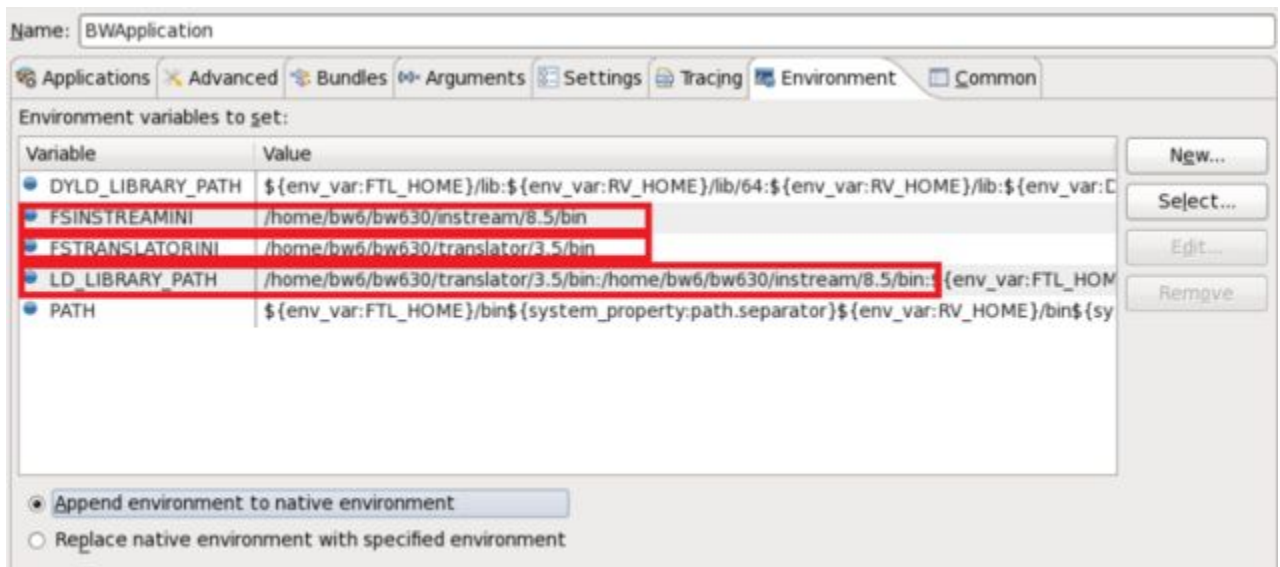 Name: BWApplication
Applications Advanced Bundles Arguments Settings Tracing Environment Common
Environment variables to set:
Variable Value
DYLD_LIBRARY_PATH ${env_var:FTL_HOME}/lib:${env_var:RV_HOME}/lib/64:${env_var:RV_HOME}/lib:${env_var:D
FSINSTREAMINI /home/bw6/bw630/instream/8.5/bin
FSTRANSLATORINI /home/bw6/bw630/translator/3.5/bin
LD_LIBRARY_PATH /home/bw6/bw630/translator/3.5/bin:/home/bw6/bw630/instream/8.5/bin:${env_var:FTL_HOM
PATH ${env_var:FTL_HOME}/bin${system_property:path.separator}${env_var:RV_HOME}/bin${sy
New...
Select...
Edit...
Remove
Append environment to native environment
Replace native environment with specified environment